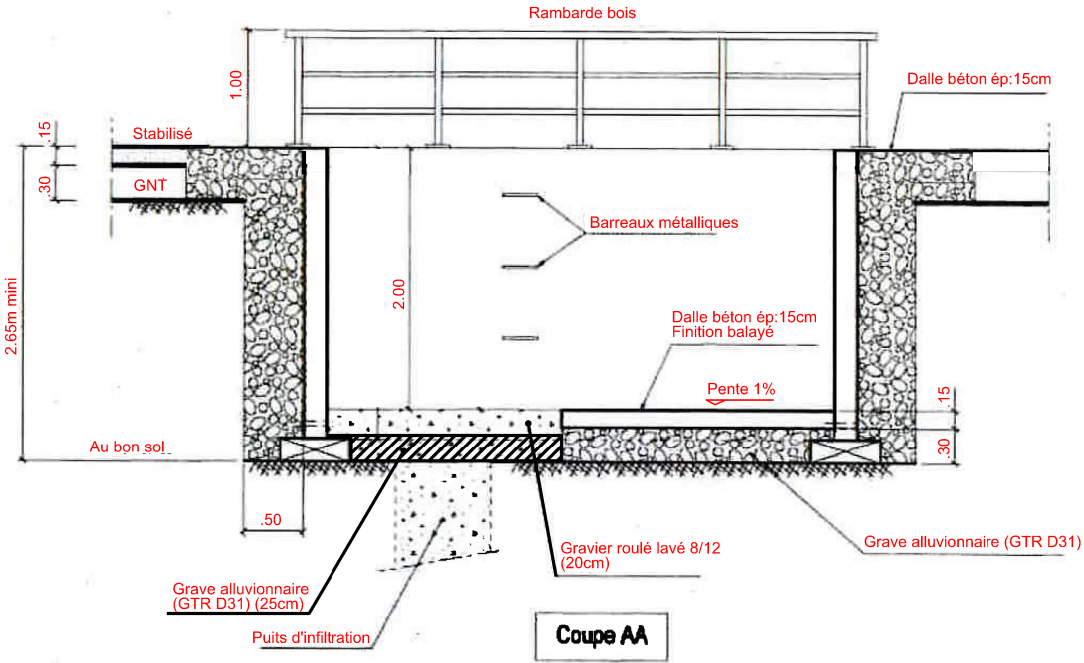 Rambarde bois
1.00
Dalle béton ép:15cm
.15
Stabilisé
.30
GNT
Barreaux métalliques
2.00
2.65m mini
Dalle béton ép:15cm
Finition balayé
Pente 1%
.15
Au bon sol
.30
.50
Gravier roulé lavé 8/12
(20cm)
Grave alluvionnaire (GTR D31)
Grave alluvionnaire
(GTR D31) (25cm)
Puits d'infiltration
Coupe AA